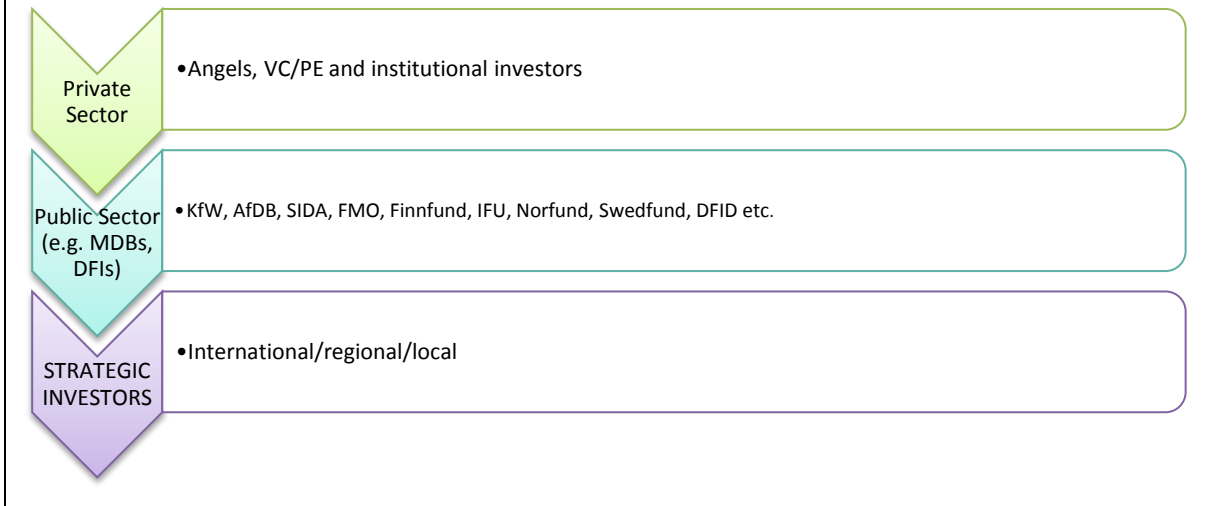 Private
Sector
•Angels, VC/PE and institutional investors
Public Sector
(e.g. MDBs,
DFIs)
•KfW, AfDB, SIDA, FMO, Finnfund, IFU, Norfund, Swedfund, DFID etc.
STRATEGIC
INVESTORS
•International/regional/local